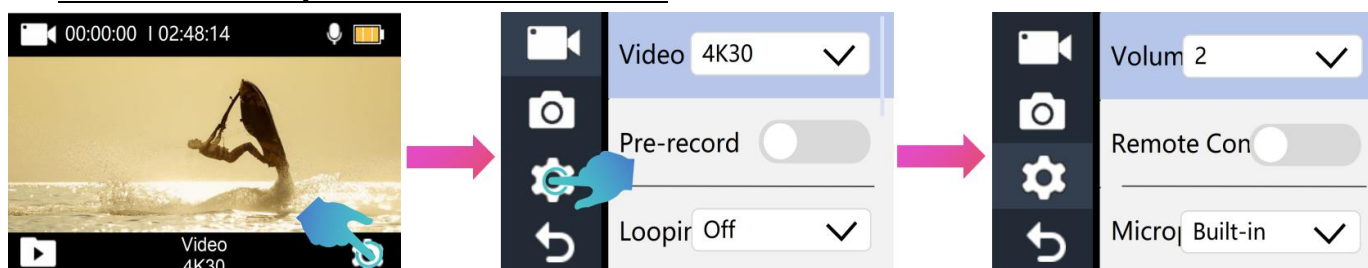 00:00:00 I 02:48:14
Video
4K30
Video 4K30
Pre-record
Loopin Off
Volum 2
Remote Con
Microp Built-in